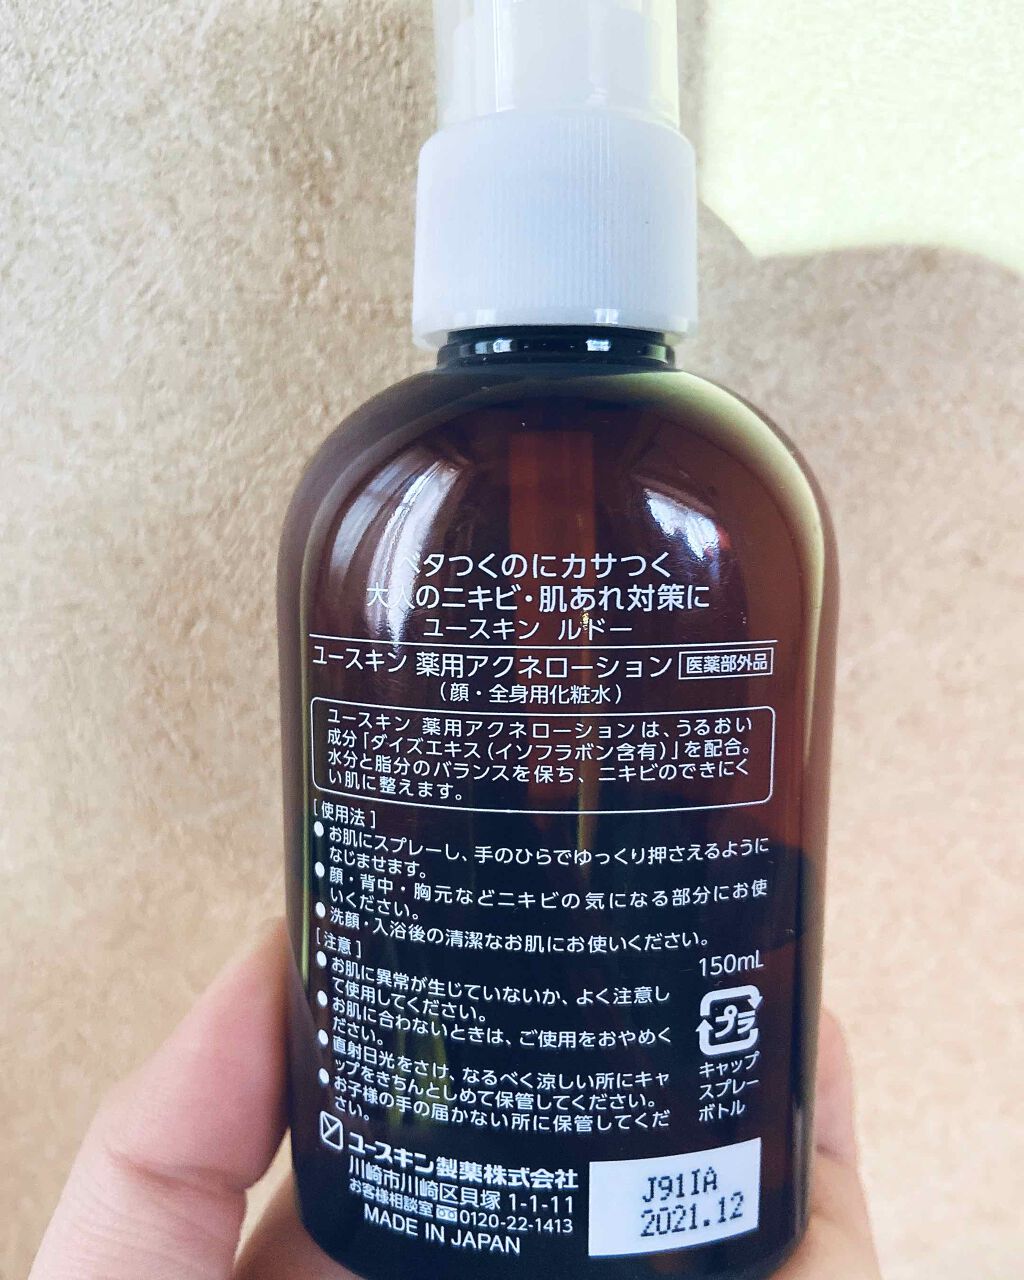 ベタつくのにカサつく
大人のニキビ・肌あれ対策に
ユースキン ルドー
ユースキン 薬用アクネローション 医薬部外品
(顔・全身用化粧水)
ユースキン 薬用アクネローションは、うるおい
成分「ダイズエキス(イソフラボン含有)」を配合。
水分と脂分のバランスを保ち、ニキビのできにく
い肌に整えます。
[使用法]
●お肌にスプレーし、手のひらでゆっくり押さえるように
なじませます。
●顔・背中・胸元などニキビの気になる部分にお使
いください。
●洗顔・入浴後の清潔なお肌にお使いください。
[注意]
●お肌に異常が生じていないか、よく注意し
て使用してください。
●お肌に合わないときは、ご使用をおやめく
ださい。
●直射日光をさけ、なるべく涼しい所にキャ
ップをきちんとしめて保管してください。
●お子様の手の届かない所に保管してくだ
さい。
150mL
プラ
キャップ
スプレー
ボトル
ユースキン製薬株式会社
川崎市川崎区貝塚 1-1-11
お客様相談室 0120-22-1413
MADE IN JAPAN
J911A
2021.12